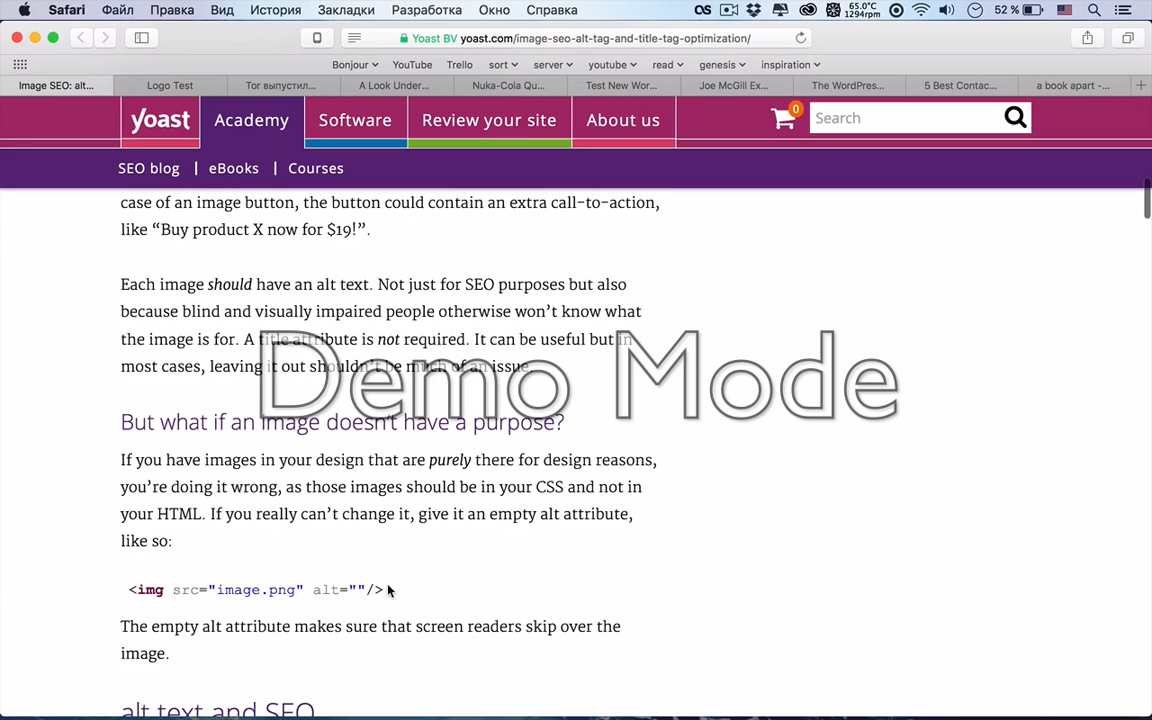 Safari Файл Правка Вид История Закладки Разработка Окно Справка 65.0°C 1294rpm 52 %
Yoast BV yoast.com/image-seo-alt-tag-and-title-tag-optimization/
Bonjour YouTube Trello sort server youtube read genesis inspiration
Image SEO: alt... Logo Test Tor выпустил... A Look Under... Nuka-Cola Qu... Test New Wor... Joe McGill Ex... The WordPress... 5 Best Contac... a book apart -...
yoast Academy Software Review your site About us 0 Search
SEO blog | eBooks | Courses
case of an image button, the button could contain an extra call-to-action,
like “Buy product X now for $19!”.
Each image should have an alt text. Not just for SEO purposes but also
because blind and visually impaired people otherwise won’t know what
the image is for. A title attribute is not required. It can be useful but in
most cases, leaving it out shouldn’t be much of an issue.
Demo Mode
But what if an image doesn’t have a purpose?
If you have images in your design that are purely there for design reasons,
you’re doing it wrong, as those images should be in your CSS and not in
your HTML. If you really can’t change it, give it an empty alt attribute,
like so:
<img src="image.png" alt=""/>
The empty alt attribute makes sure that screen readers skip over the
image.
alt text and SEO